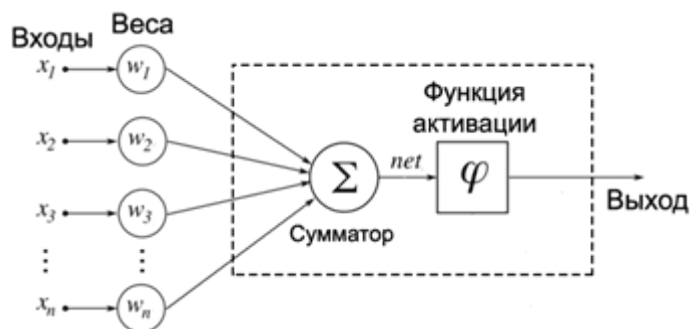 Входы Веса
x1 w1
x2 w2
x3 w3
⋮ ⋮
xn wn
Σ
Сумматор
net
Функция
активации
φ
Выход